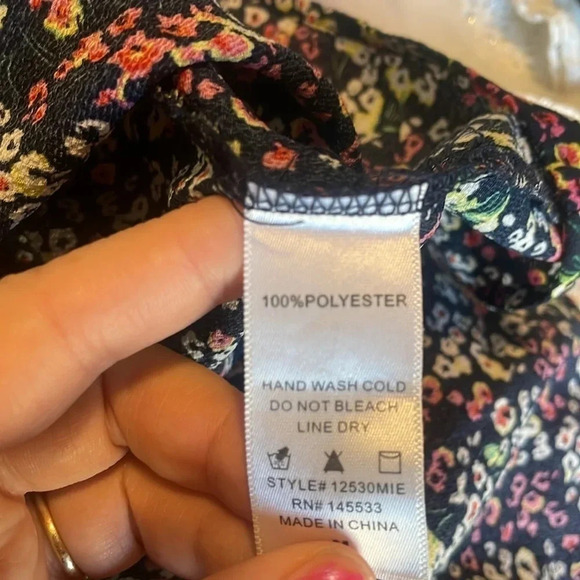 100%POLYESTER
HAND WASH COLD
DO NOT BLEACH
LINE DRY
STYLE# 12530MIE
RN# 145533
MADE IN CHINA